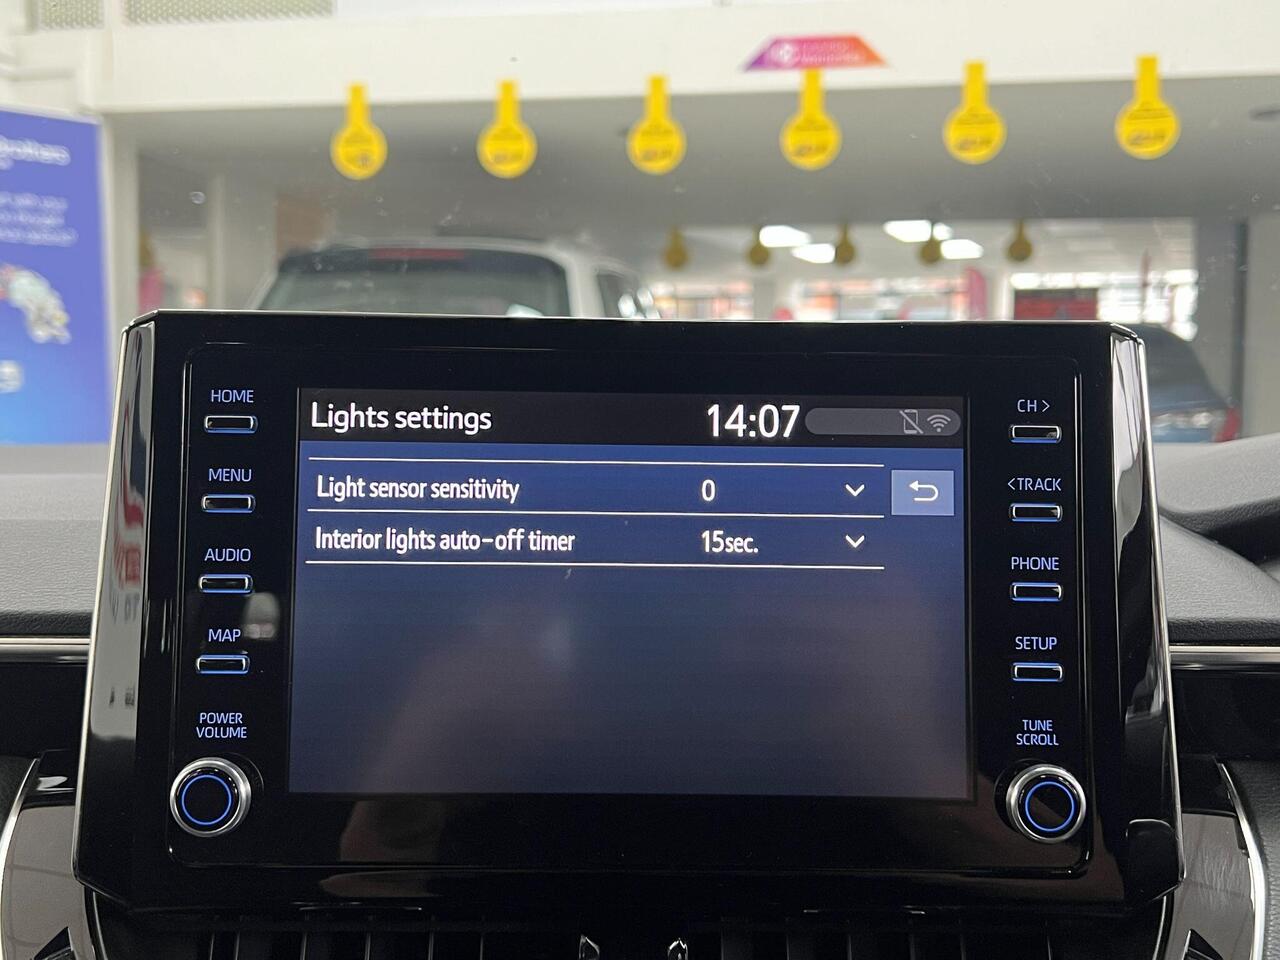 HOME
MENU
AUDIO
MAP
POWER
VOLUME
Lights settings 14:07
Light sensor sensitivity 0
Interior lights auto-off timer 15sec.
CH >
<TRACK
PHONE
SETUP
TUNE
SCROLL